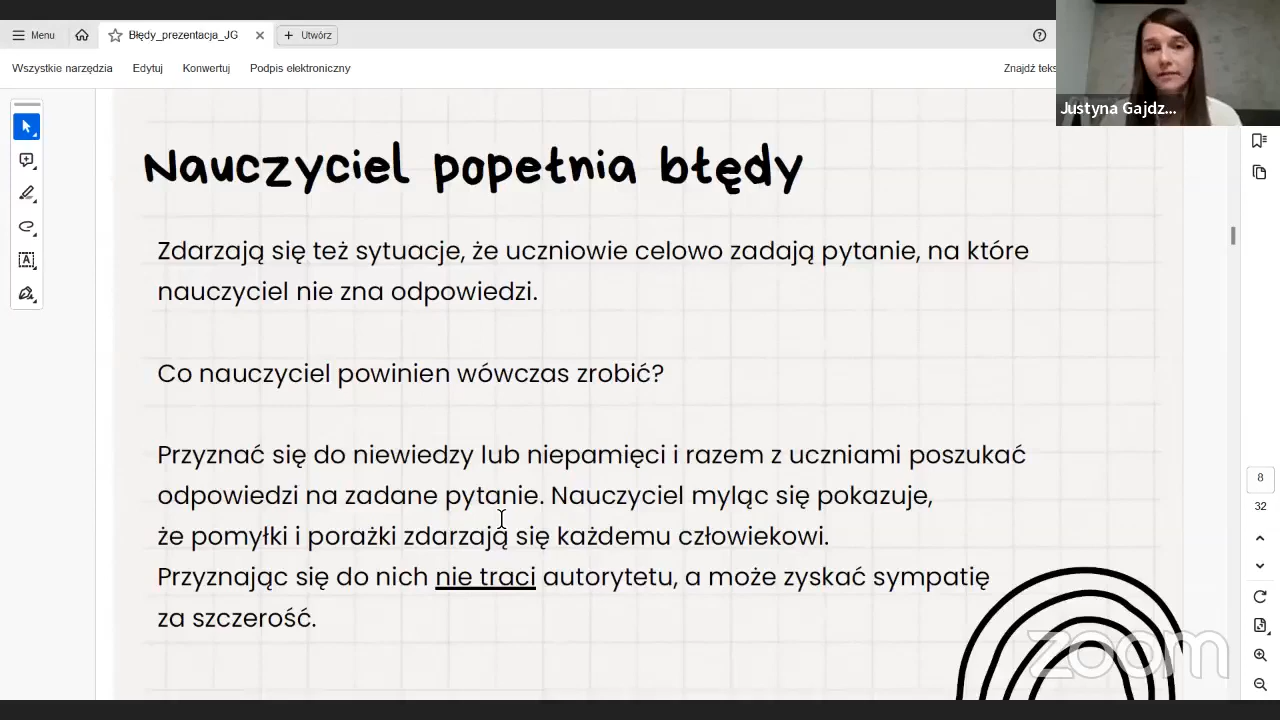 Menu
Błędy_prezentacja_JG
Utwórz
Wszystkie narzędzia
Edytuj
Konwertuj
Podpis elektroniczny
Znajdź teks
Justyna Gajdz...
Nauczyciel popełnia błędy
Zdarzają się też sytuacje, że uczniowie celowo zadają pytanie, na które
nauczyciel nie zna odpowiedzi.
Co nauczyciel powinien wówczas zrobić?
Przyznać się do niewiedzy lub niepamięci i razem z uczniami poszukać
odpowiedzi na zadane pytanie. Nauczyciel myląc się pokazuje,
że pomyłki i porażki zdarzają się każdemu człowiekowi.
Przyznając się do nich nie traci autorytetu, a może zyskać sympatię
za szczerość.
8
32
zoom